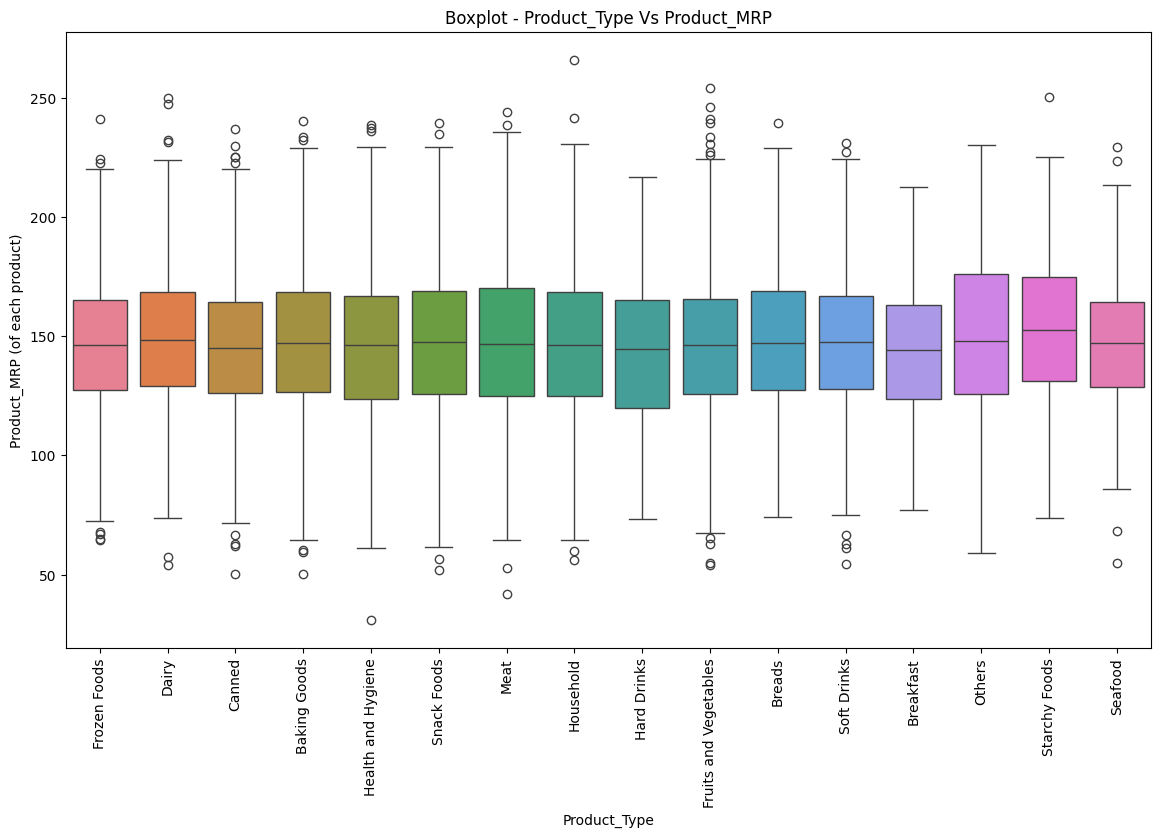 Boxplot - Product_Type Vs Product_MRP
Product_MRP (of each product)
250
200
150
100
50
Frozen Foods
Dairy
Canned
Baking Goods
Health and Hygiene
Snack Foods
Meat
Household
Hard Drinks
Fruits and Vegetables
Breads
Soft Drinks
Breakfast
Others
Starchy Foods
Seafood
Product_Type